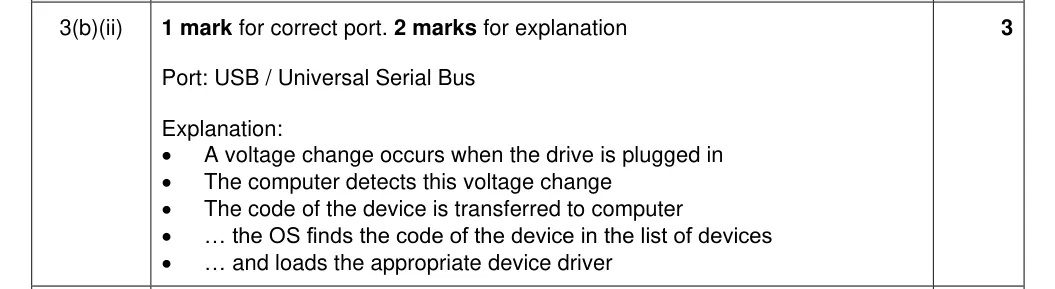 3(b)(ii) 1 mark for correct port. 2 marks for explanation 3
Port: USB / Universal Serial Bus
Explanation:
• A voltage change occurs when the drive is plugged in
• The computer detects this voltage change
• The code of the device is transferred to computer
• … the OS finds the code of the device in the list of devices
• … and loads the appropriate device driver